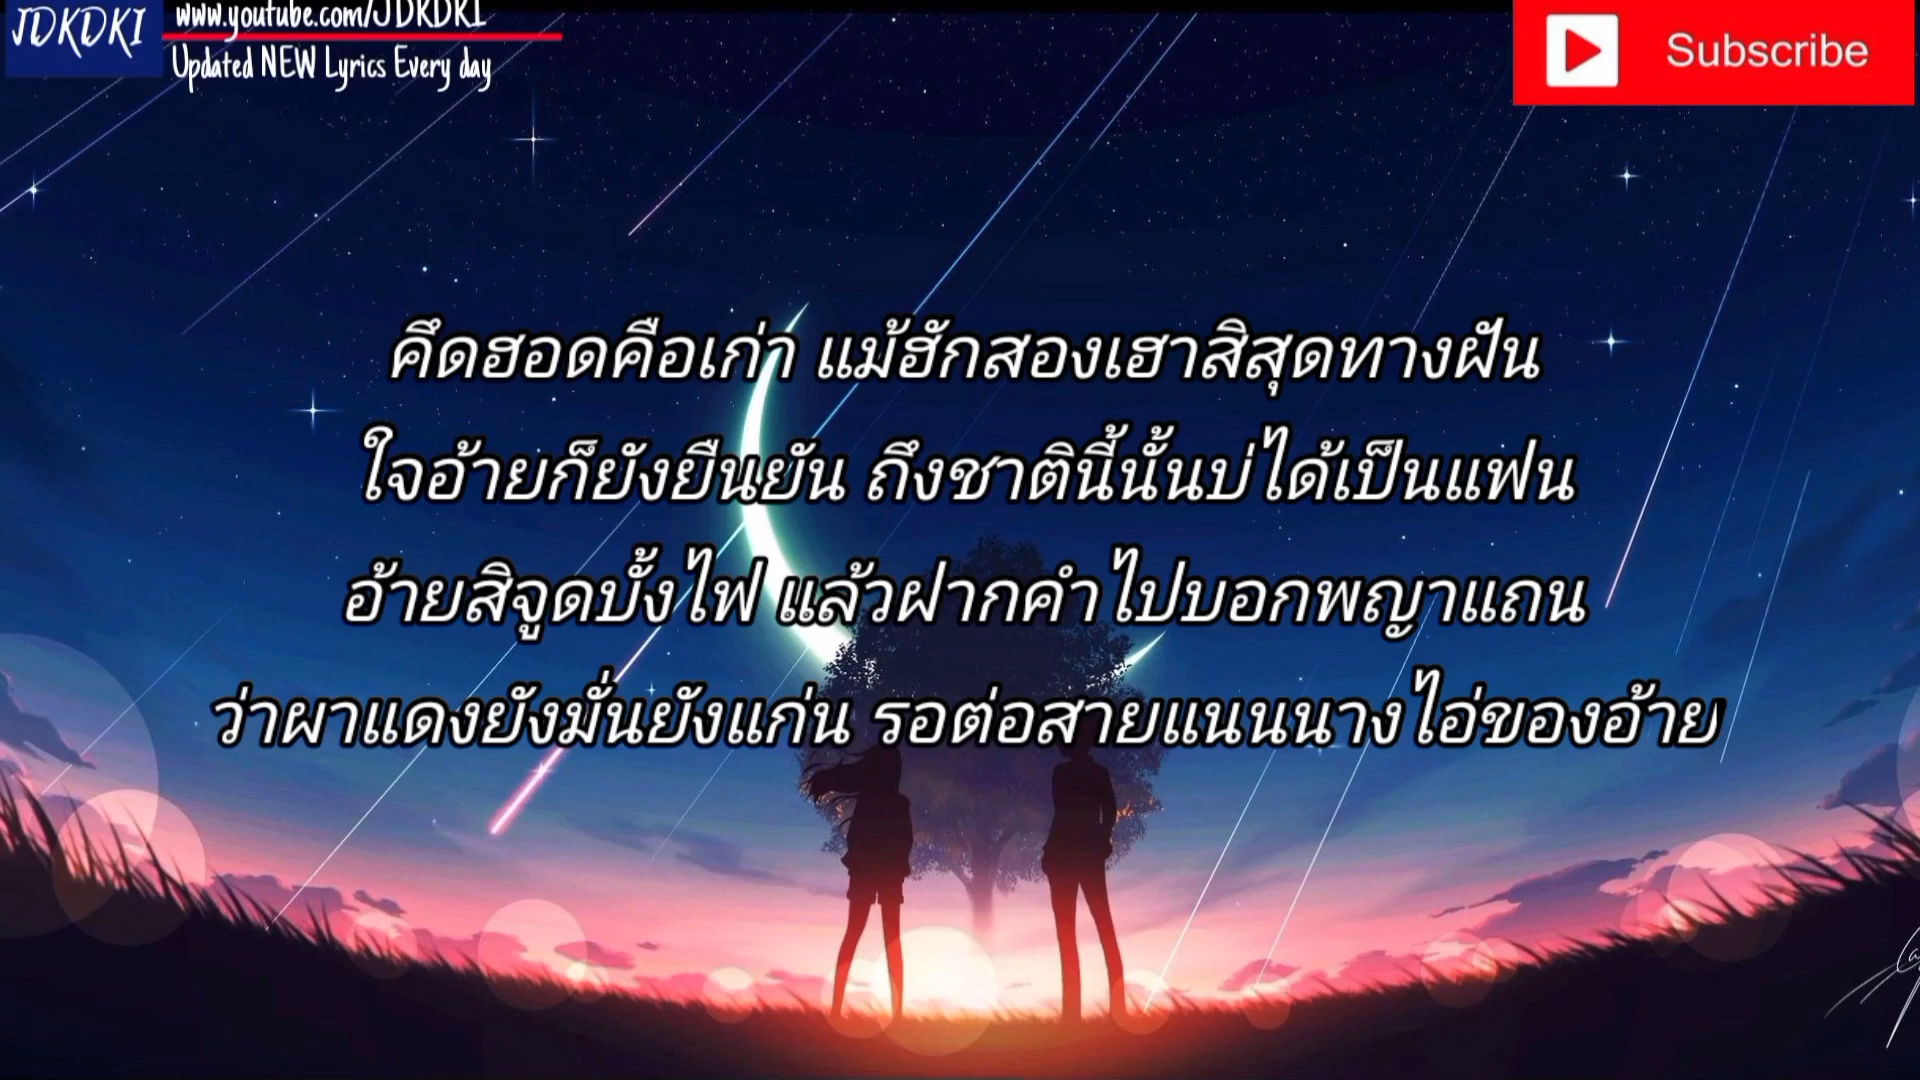 JDKDKI
www.youtube.com/JDKDKI
Updated NEW Lyrics Every day
Subscribe
คึดฮอดคือเก่า แม้ฮักสองเฮาสิสุดทางฝัน
ใจอ้ายก็ยังยืนยัน ถึงชาตินี้นั้นบ่ได้เป็นแฟน
อ้ายสิจูดบั้งไฟ แล้วฝากคำไปบอกพญาแถน
ว่าผาแดงยังมั่นยังแก่น รอต่อสายแนนนางไอ่ของอ้าย